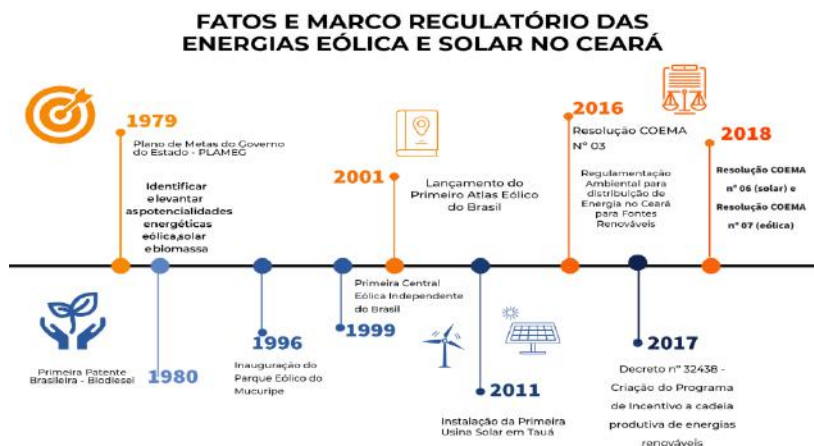 FATOS E MARCO REGULATÓRIO DAS
ENERGIAS EÓLICA E SOLAR NO CEARÁ
1979
Plano de Metas do Governo
do Estado - PLAMEG
Identificar
e levantar
aspotencialidades
energéticas
eólica,solar
e biomassa
Primeira Patente
Brasileira - Biodiesel
1980
1996
Inauguração do
Parque Eólico do
Mucuripe
Primeira Central
Eólica Independente
do Brasil
1999
2001
Lançamento do
Primeiro Atlas Eólico
do Brasil
2011
Instalação da Primeira
Usina Solar em Tauá
2016
Resolução COEMA
Nº 03
Regulamentação
Ambiental para
distribuição de
Energia no Ceará
para Fontes
Renováveis
2017
Decreto nº 32438 -
Criação do Programa
de Incentivo a cadeia
produtiva de energias
renováveis
2018
Resolução COEMA
nº 06 (solar) e
Resolução COEMA
nº 07 (eólica)